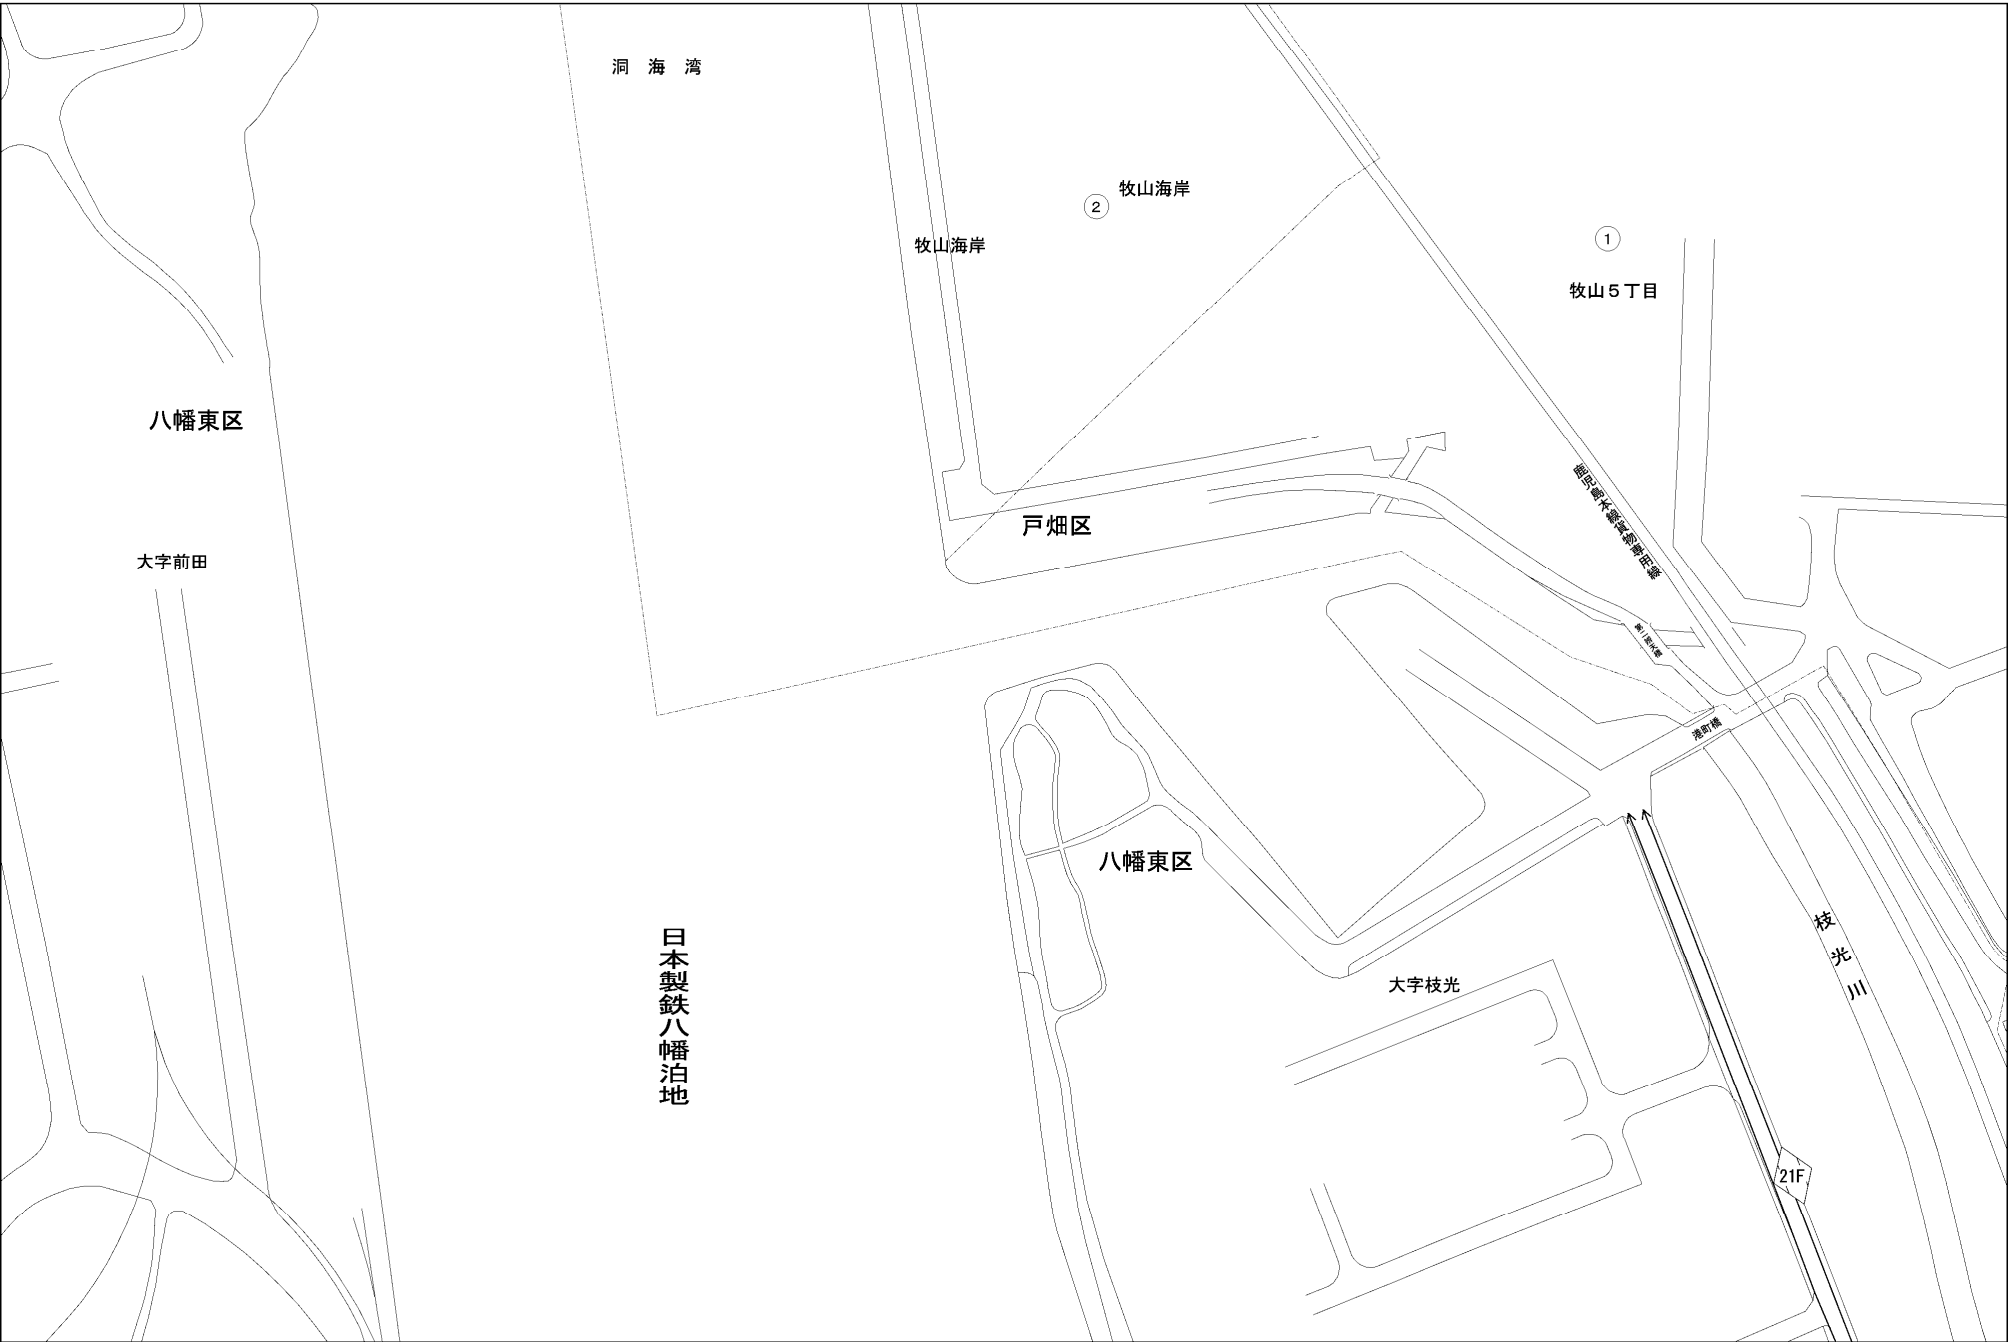 洞海湾
牧山海岸
②
牧山海岸
①
牧山5丁目
八幡東区
鹿児島本線貨物専用線
戸畑区
大字前田
港町橋
八幡東区
枝光川
日本製鉄八幡泊地
大字枝光
21F